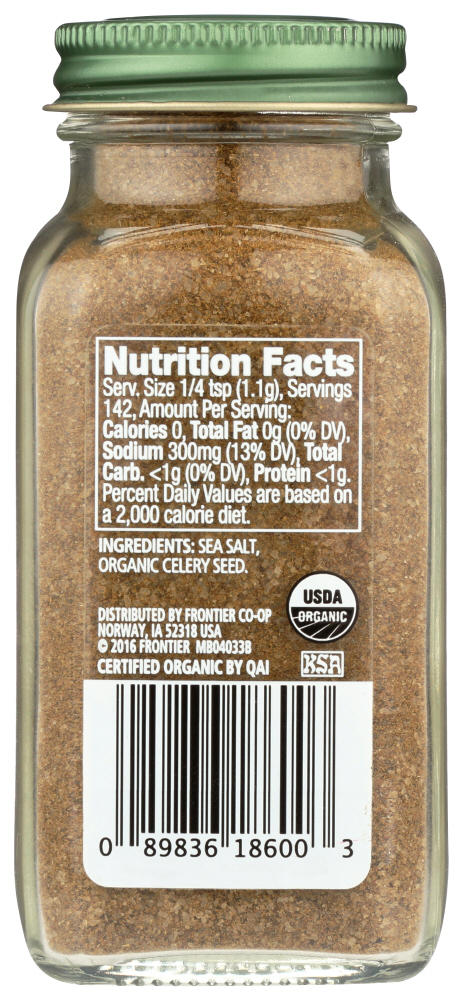 Nutrition Facts
Serv. Size 1/4 tsp (1.1g), Servings
142, Amount Per Serving:
Calories 0, Total Fat 0g (0% DV),
Sodium 300mg (13% DV), Total
Carb. <1g (0% DV), Protein <1g.
Percent Daily Values are based on
a 2,000 calorie diet.
INGREDIENTS: SEA SALT,
ORGANIC CELERY SEED.
USDA
ORGANIC
DISTRIBUTED BY FRONTIER CO-OP
NORWAY, IA 52318 USA
© 2016 FRONTIER MB04033B
CERTIFIED ORGANIC BY QAI
KSA
0 89836 18600 3